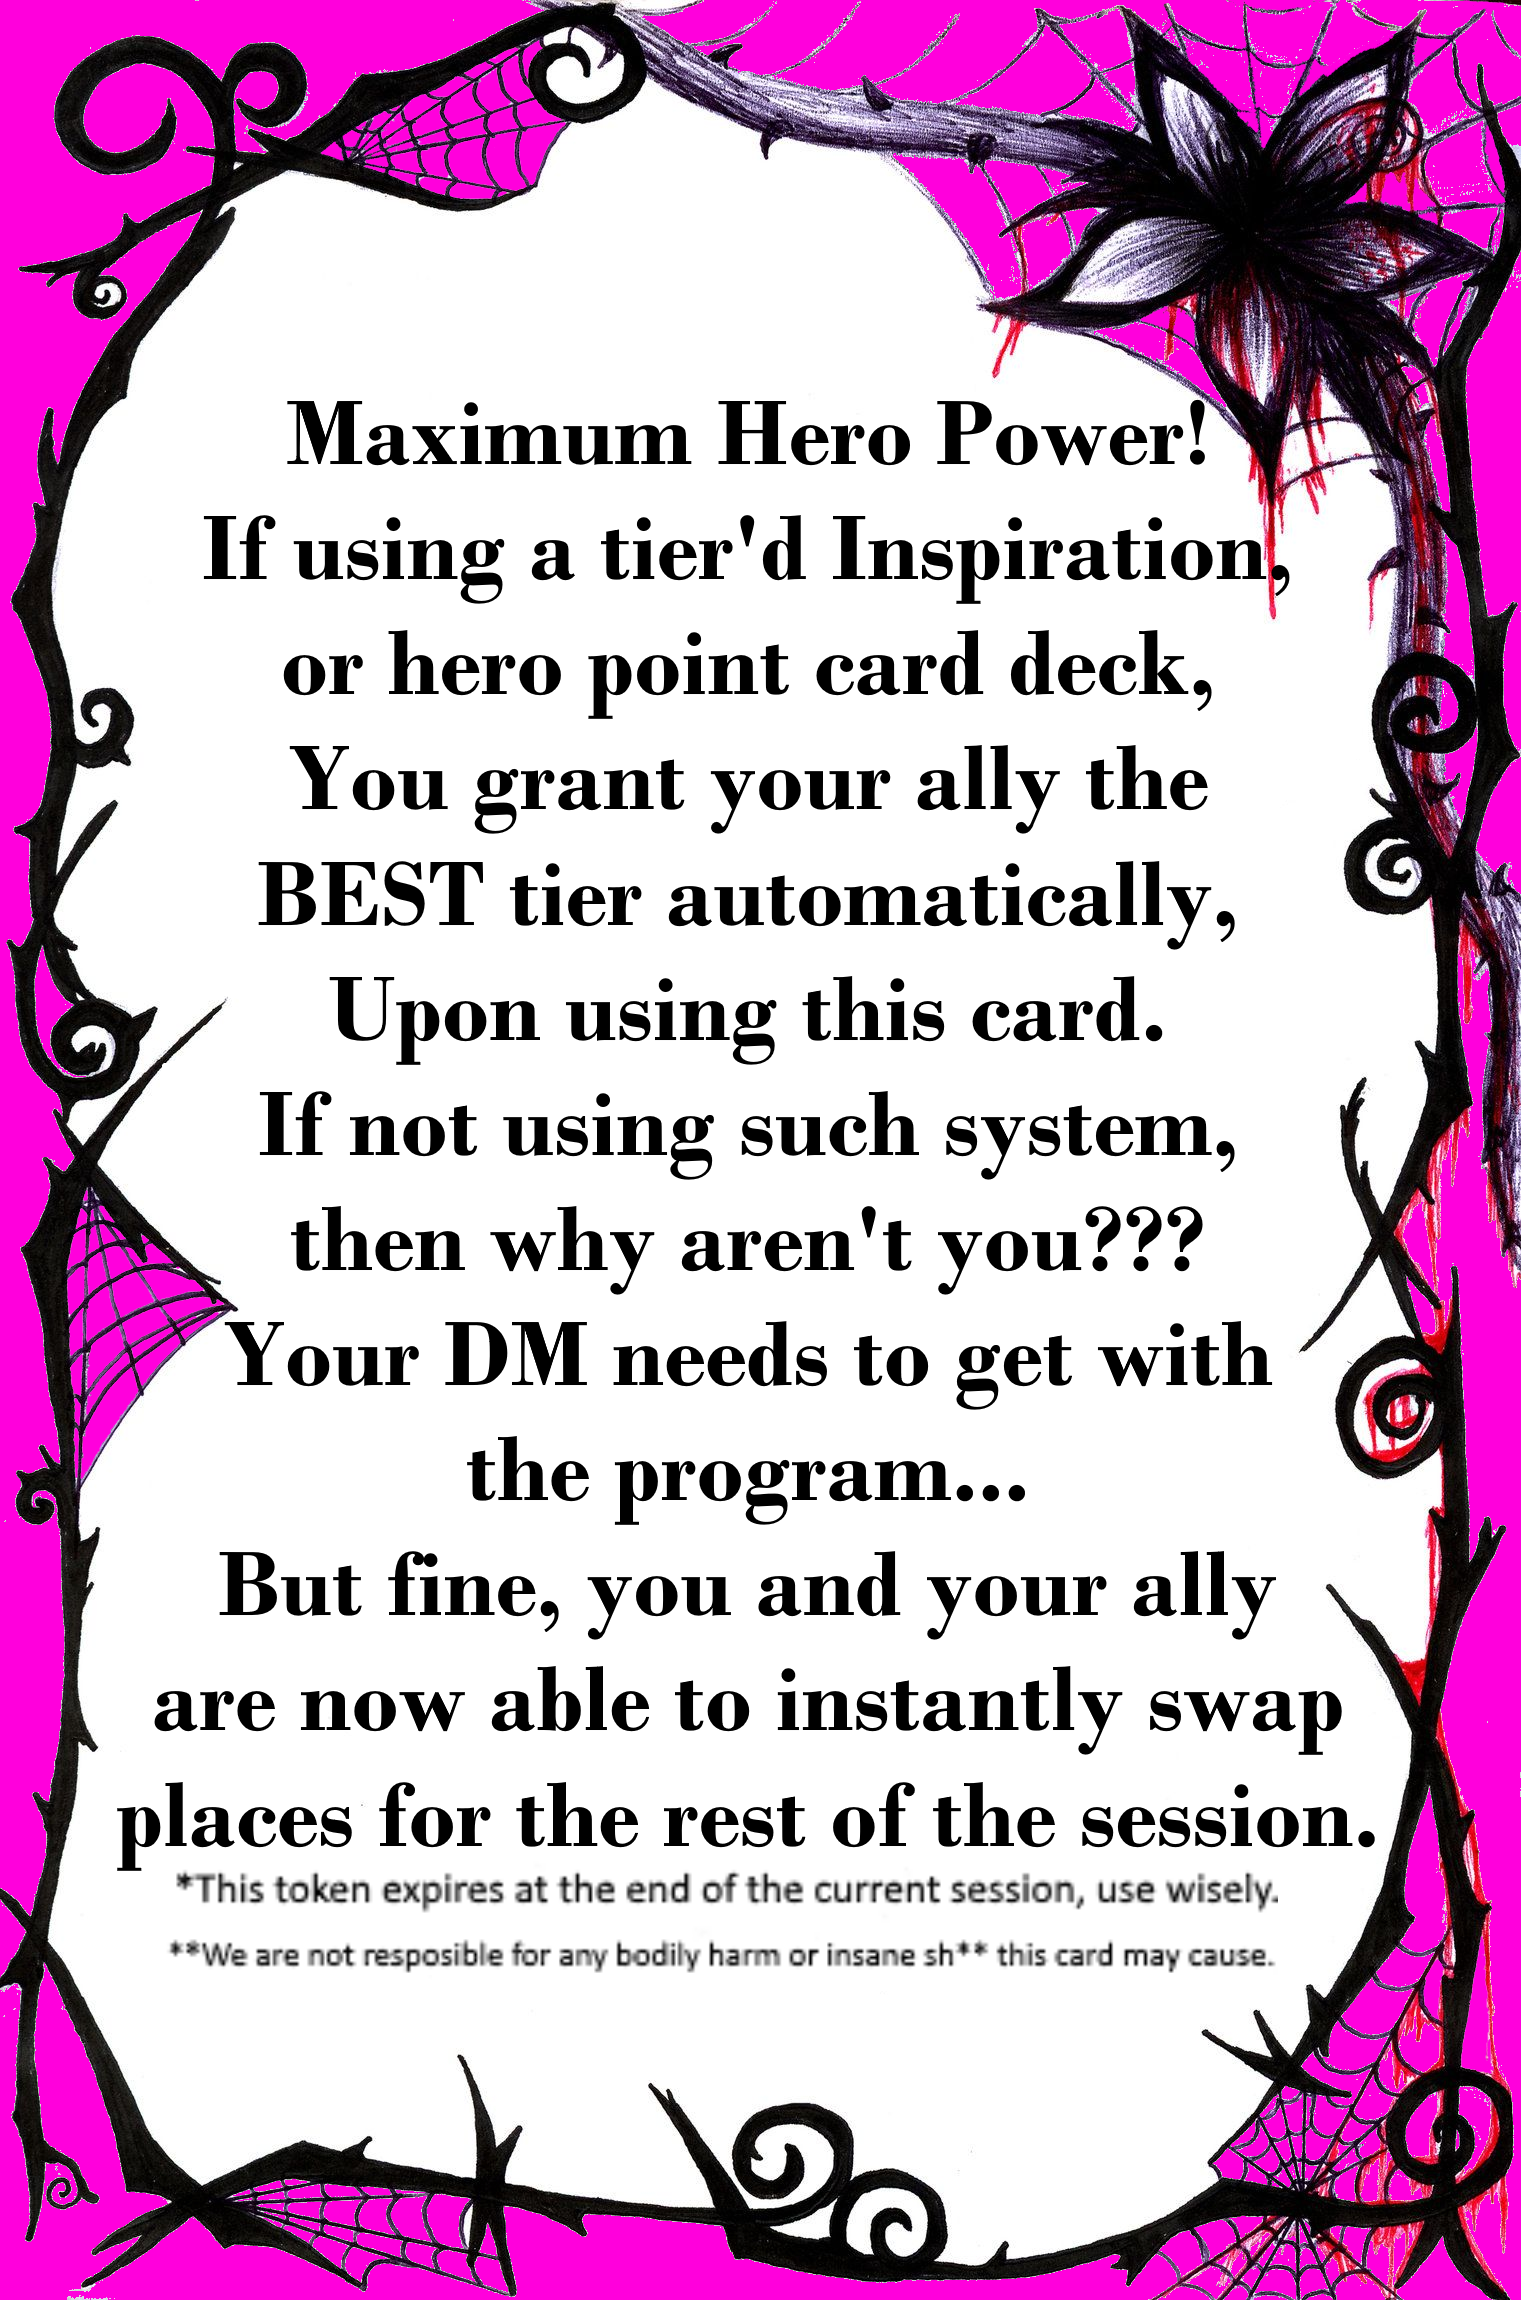 Maximum Hero Power!
If using a tier'd Inspiration,
or hero point card deck,
You grant your ally the
BEST tier automatically,
Upon using this card.
If not using such system,
then why aren't you???
Your DM needs to get with
the program...
But fine, you and your ally
are now able to instantly swap
places for the rest of the session.
*This token expires at the end of the current session, use wisely.
**We are not resposible for any bodily harm or insane sh** this card may cause.